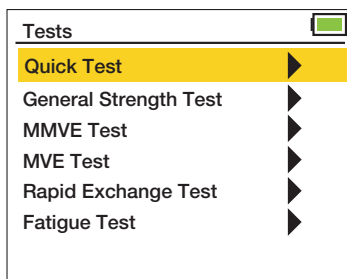 Tests
Quick Test
General Strength Test
MMVE Test
MVE Test
Rapid Exchange Test
Fatigue Test